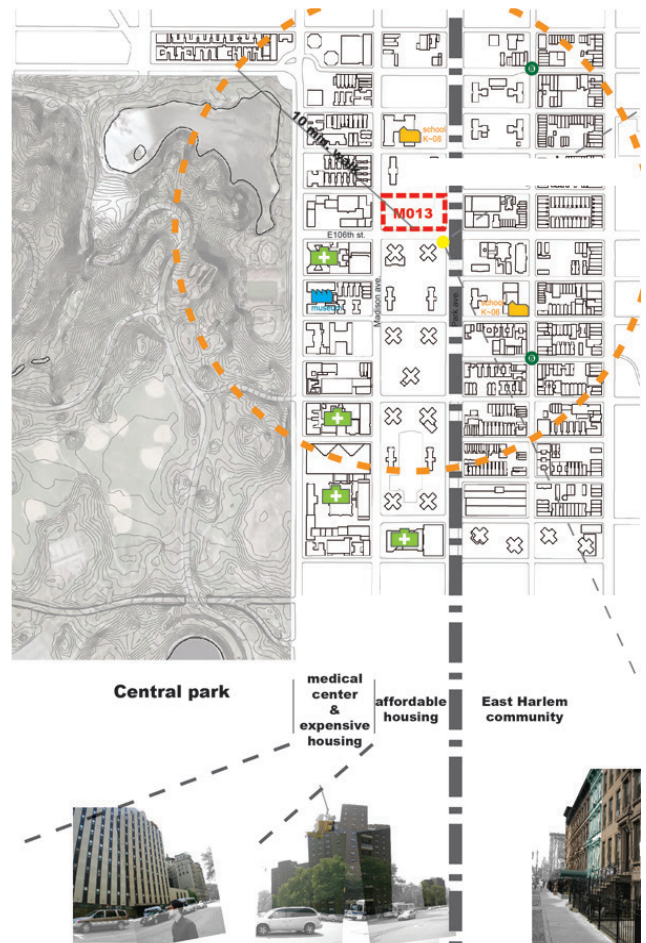 10 min. walk
school
K~08
M013
E106th st.
Madison ave.
Park ave.
museum
school
K~08
Central park
medical
center
&
expensive
housing
affordable
housing
East Harlem
community